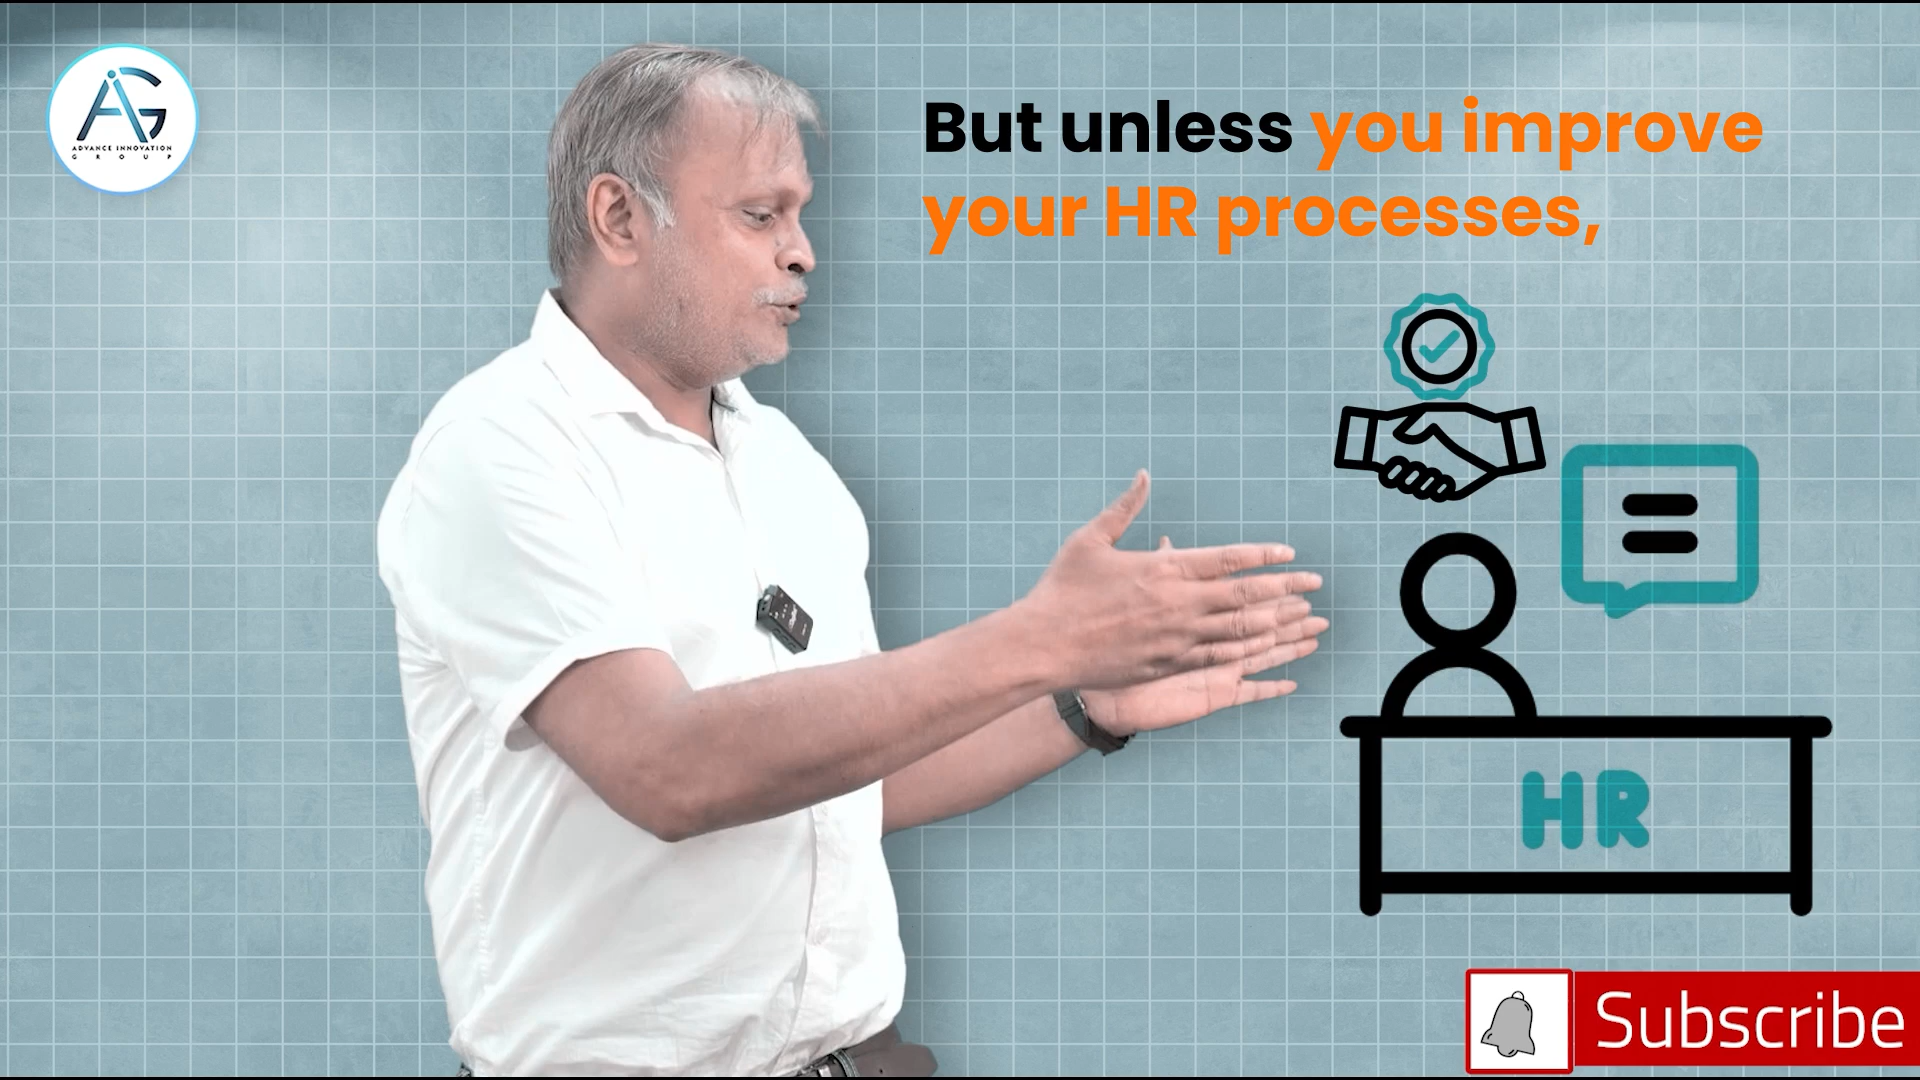 ADVANCE INNOVATION
GROUP
But unless you improve
your HR processes,
HR
Subscribe